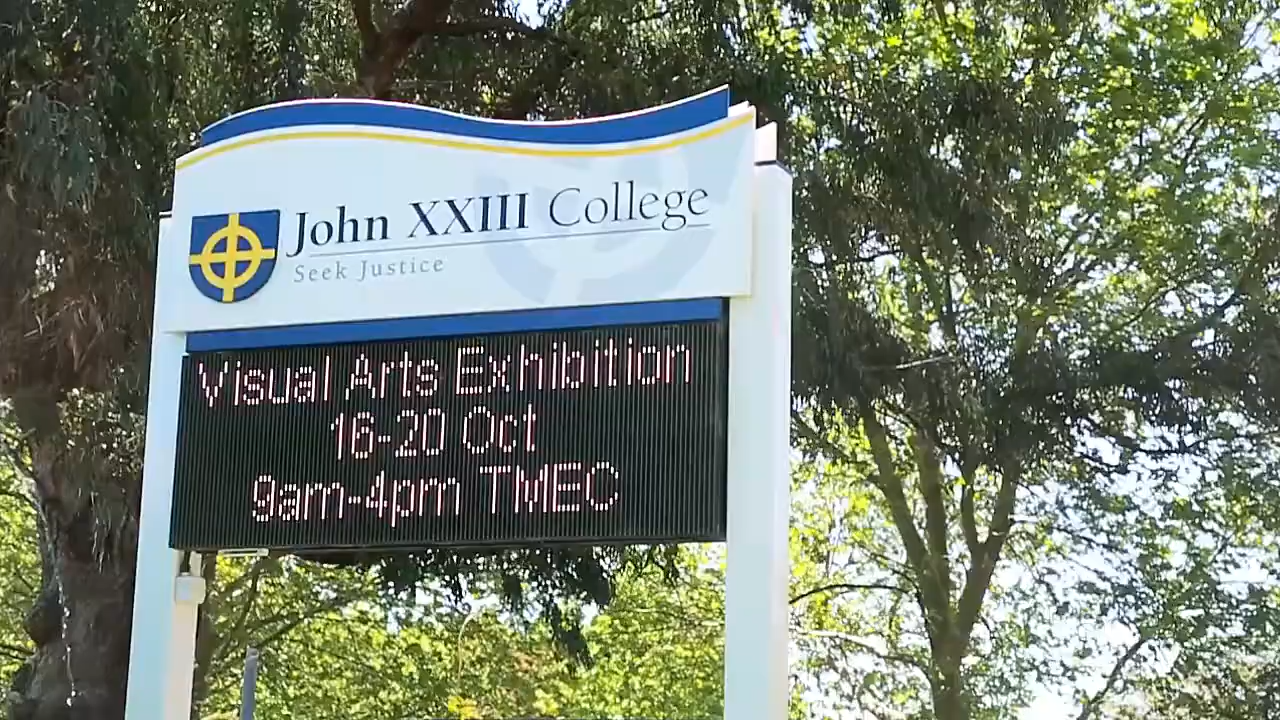 John XXIII College
Seek Justice
Visual Arts Exhibition
16-20 Oct
9am-4pm TMEC